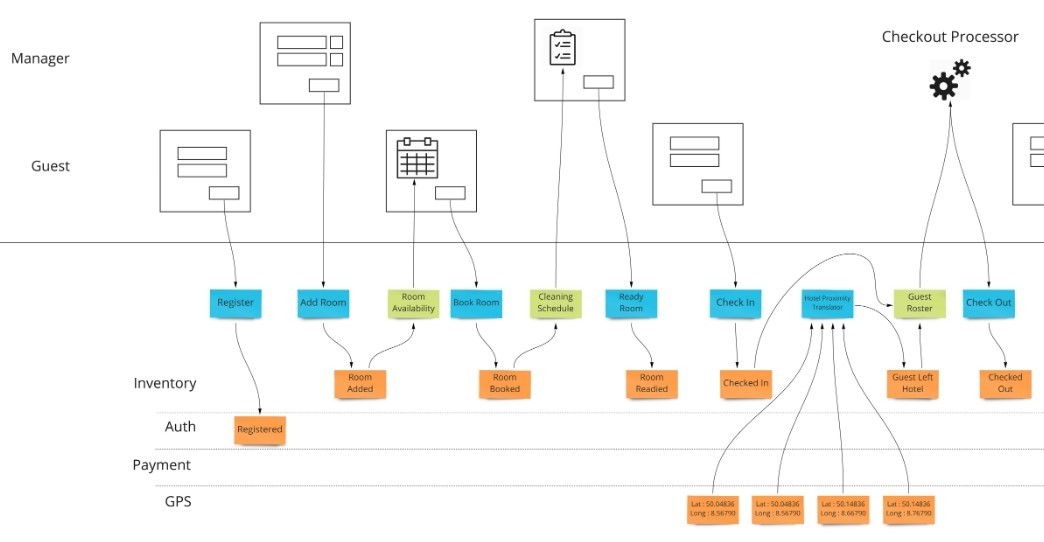 Checkout Processor
Manager
Guest
Register
Add Room
Room
Availability
Book Room
Cleaning
Schedule
Ready
Room
Check In
Hotel Proximity
Translator
Guest
Roster
Check Out
Inventory
Room
Added
Room
Booked
Room
Readied
Checked In
Guest Left
Hotel
Checked
Out
Auth
Registered
Payment
GPS
Lat : 50.04836
Long : 8.56790
Lat : 50.04836
Long : 8.56790
Lat : 50.14836
Long : 8.66790
Lat : 50.14836
Long : 8.76790